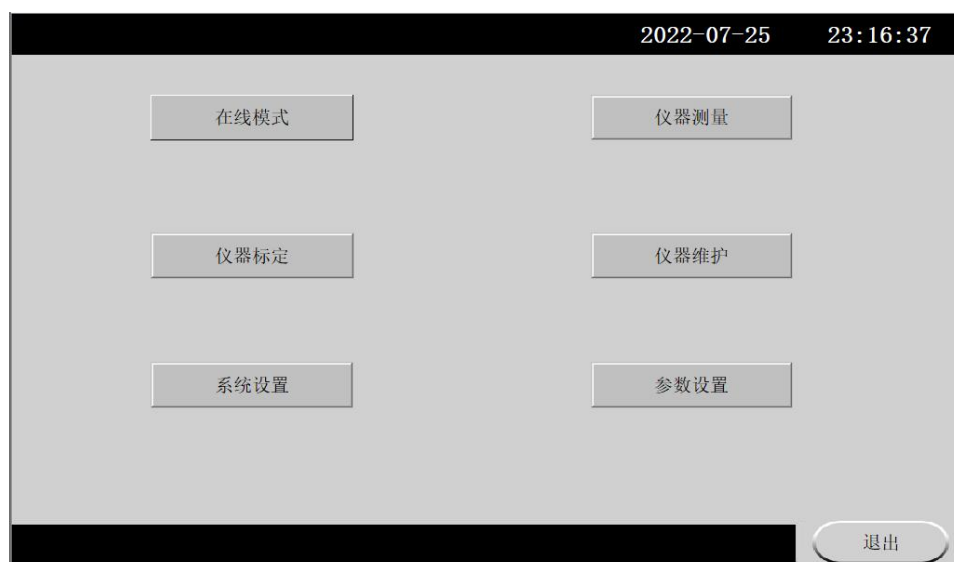 2022-07-25 23:16:37
在线模式 仪器测量
仪器标定 仪器维护
系统设置 参数设置
退出